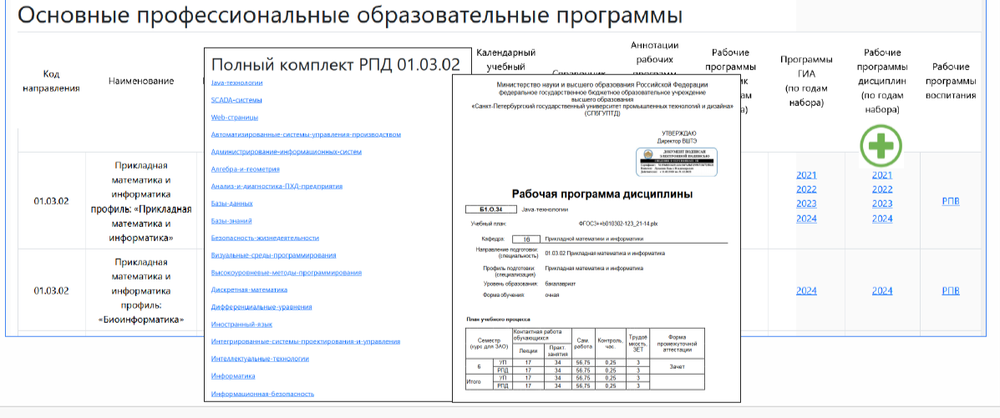 Основные профессиональные образовательные программы
Код
направления
Наименование
Календарный
учебный
Аннотации
рабочих
Рабочие
программы
Программы
ГИА
(по годам
набора)
Рабочие
программы
дисциплин
(по годам
набора)
Рабочие
программы
воспитания
01.03.02
Прикладная
математика и
информатика
профиль: «Прикладная
математика и
информатика»
2021
2022
2023
2024
2021
2022
2023
2024
РПВ
01.03.02
Прикладная
математика и
информатика
профиль:
«Биоинформатика»
2024
2024
РПВ
Полный комплект РПД 01.03.02
Java-технологии
SCADA-системы
Web-страницы
Автоматизированные-системы-управления-производством
Администрирование-информационных-систем
Алгебра-и-геометрия
Анализ-и-диагностика-ПХД-предприятия
Базы-данных
Базы-знаний
Безопасность-жизнедеятельности
Визуальные-среды-программирования
Высокоуровневые-методы-программирования
Дискретная-математика
Дифференциальные-уравнения
Иностранный-язык
Интегрированные-системы-проектирования-и-управления
Интеллектуальные-технологии
Информатика
Информационная-безопасность
Министерство науки и высшего образования Российской Федерации
федеральное государственное бюджетное образовательное учреждение
высшего образования
«Санкт-Петербургский государственный университет промышленных технологий и дизайна»
(СПбГУПТД)
УТВЕРЖДАЮ
Директор ВШТЭ
ДОКУМЕНТ ПОДПИСАН
ЭЛЕКТРОННОЙ ПОДПИСЬЮ
Рабочая программа дисциплины
Б1.О.34 Java-технологии
Учебный план: ФГОС3++b010302-123_21-14.plx
Кафедра: 16 Прикладной математики и информатики
Направление подготовки:
(специальность) 01.03.02 Прикладная математика и информатика
Профиль подготовки: Прикладная математика и информатика
(специализация)
Уровень образования: бакалавриат
Форма обучения очная
План учебного процесса
Семестр
(курс для ЗАО)
Контактная работа
обучающихся
Лекции
Практ.
занятия
Сам.
работа
Контроль,
час.
Трудоё
мкость,
ЗЕТ
Форма
промежуточной
аттестации
6 УП 17 34 56,75 0,25 3 Зачет
РПД 17 34 56,75 0,25 3
Итого УП 17 34 56,75 0,25 3
РПД 17 34 56,75 0,25 3